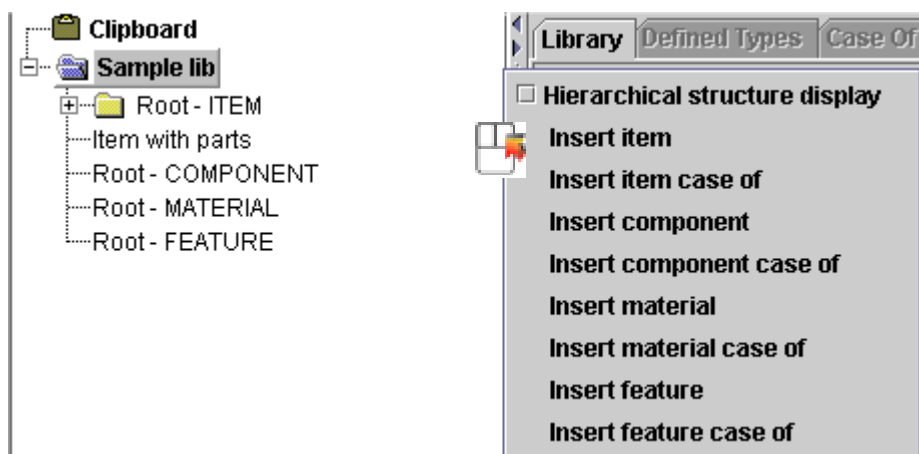 Clipboard
Sample lib
Root - ITEM
Item with parts
Root - COMPONENT
Root - MATERIAL
Root - FEATURE
Library Defined Types Case Of
Hierarchical structure display
Insert item
Insert item case of
Insert component
Insert component case of
Insert material
Insert material case of
Insert feature
Insert feature case of